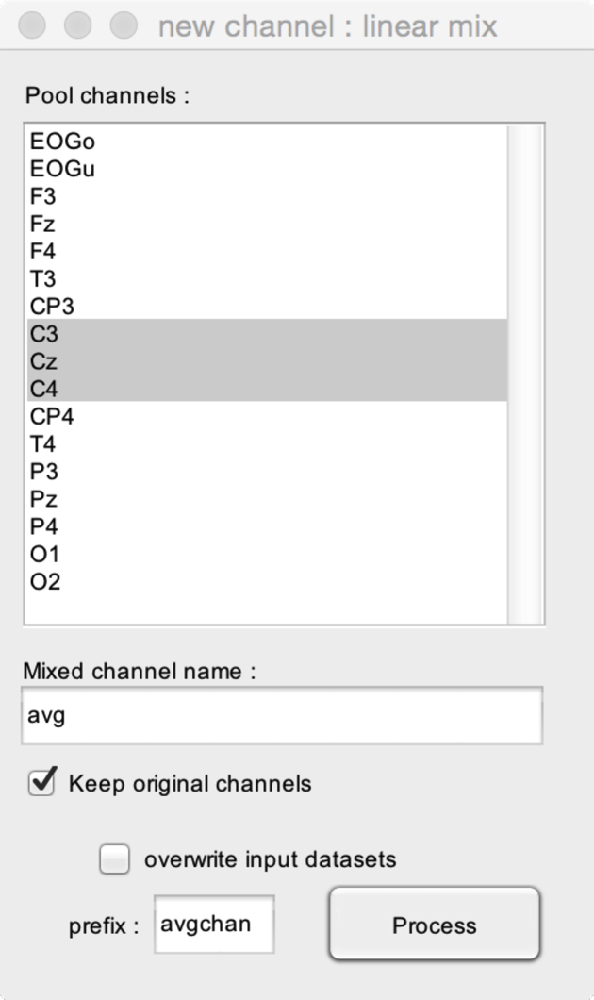 new channel : linear mix
Pool channels :
EOGo
EOGu
F3
Fz
F4
T3
CP3
C3
Cz
C4
CP4
T4
P3
Pz
P4
O1
O2
Mixed channel name :
avg
Keep original channels
overwrite input datasets
prefix : avgchan Process